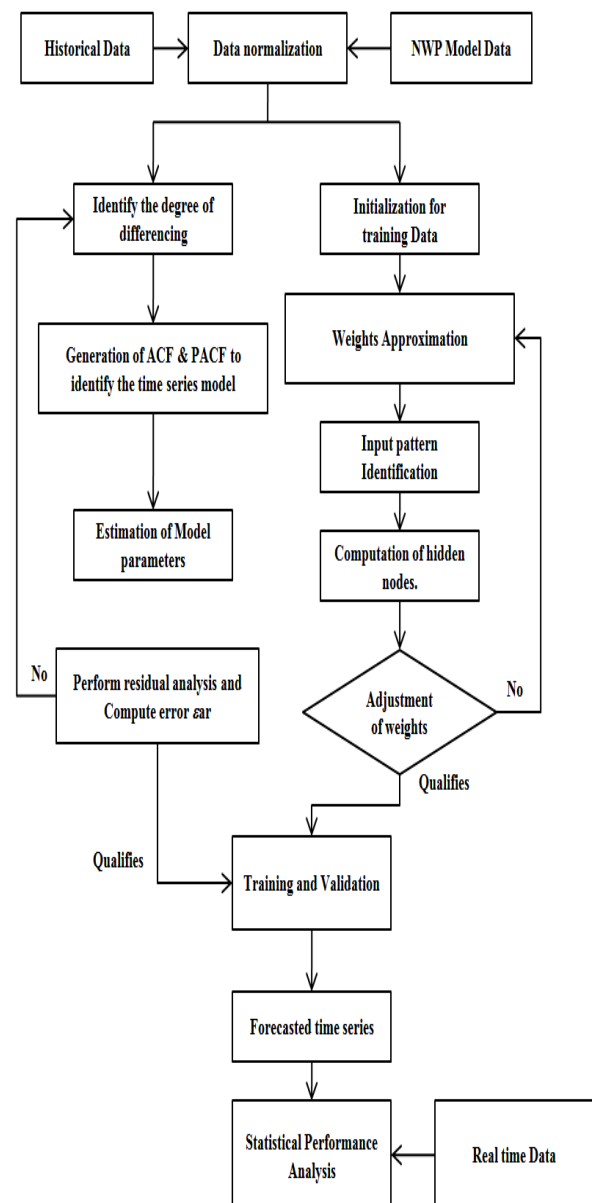 Historical Data
Data normalization
NWP Model Data
Identify the degree of
differencing
Initialization for
training Data
Generation of ACF & PACF to
identify the time series model
Weights Approximation
Input pattern
Identification
Estimation of Model
parameters
Computation of hidden
nodes.
No
Perform residual analysis and
Compute error εar
Adjustment
of weights
No
Qualifies
Qualifies
Training and Validation
Forecasted time series
Statistical Performance
Analysis
Real time Data